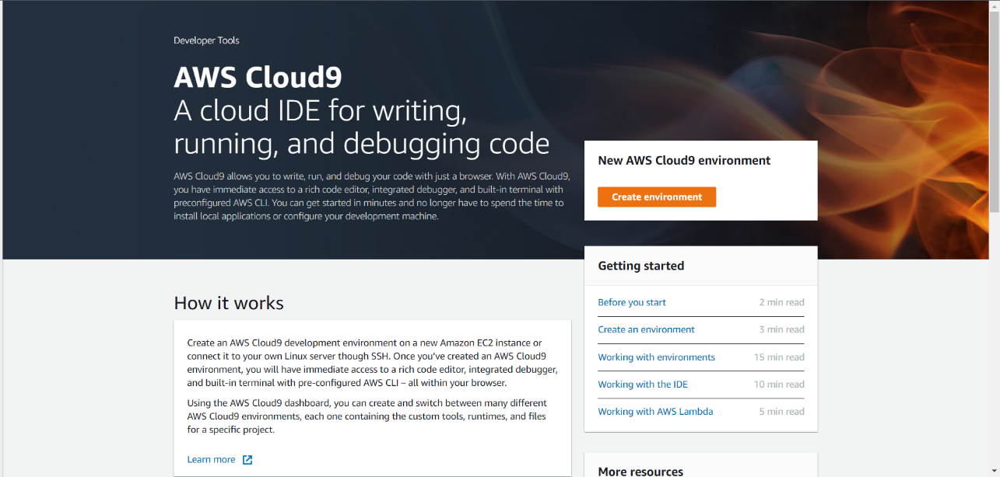 Developer Tools
AWS Cloud9
A cloud IDE for writing,
running, and debugging code
AWS Cloud9 allows you to write, run, and debug your code with just a browser. With AWS Cloud9,
you have immediate access to a rich code editor, integrated debugger, and built-in terminal with
preconfigured AWS CLI. You can get started in minutes and no longer have to spend the time to
install local applications or configure your development machine.
New AWS Cloud9 environment
Create environment
Getting started
Before you start 2 min read
Create an environment 3 min read
Working with environments 15 min read
Working with the IDE 10 min read
Working with AWS Lambda 5 min read
How it works
Create an AWS Cloud9 development environment on a new Amazon EC2 instance or
connect it to your own Linux server though SSH. Once you've created an AWS Cloud9
environment, you will have immediate access to a rich code editor, integrated debugger,
and built-in terminal with pre-configured AWS CLI – all within your browser.
Using the AWS Cloud9 dashboard, you can create and switch between many different
AWS Cloud9 environments, each one containing the custom tools, runtimes, and files
for a specific project.
Learn more
More resources